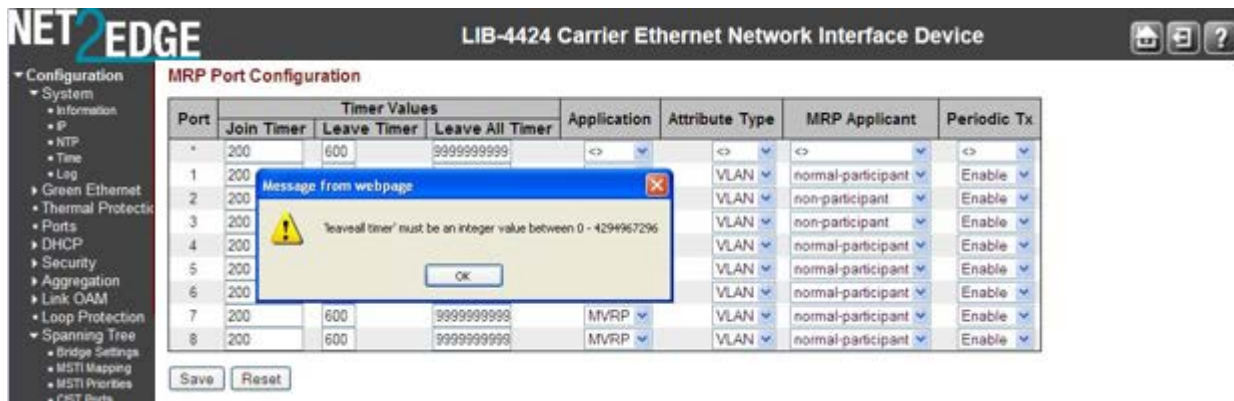 NET2EDGE
LIB-4424 Carrier Ethernet Network Interface Device
?
Configuration
System
Information
IP
NTP
Time
Log
Green Ethernet
Thermal Protectic
Ports
DHCP
Security
Aggregation
Link OAM
Loop Protection
Spanning Tree
Bridge Settings
MSTI Mapping
MSTI Priorities
CIST Ports
MRP Port Configuration
Port Timer Values Application Attribute Type MRP Applicant Periodic Tx
Join Timer Leave Timer Leave All Timer
* 200 600 9999999999 <> <> <> <>
1 200 VLAN normal-participant Enable
2 200 VLAN non-participant Enable
3 200 VLAN non-participant Enable
4 200 VLAN normal-participant Enable
5 200 VLAN normal-participant Enable
6 200 VLAN normal-participant Enable
7 200 600 9999999999 MVRP VLAN normal-participant Enable
8 200 600 9999999999 MVRP VLAN normal-participant Enable
Message from webpage
'leaveall timer' must be an integer value between 0 - 4294967296
OK
Save Reset